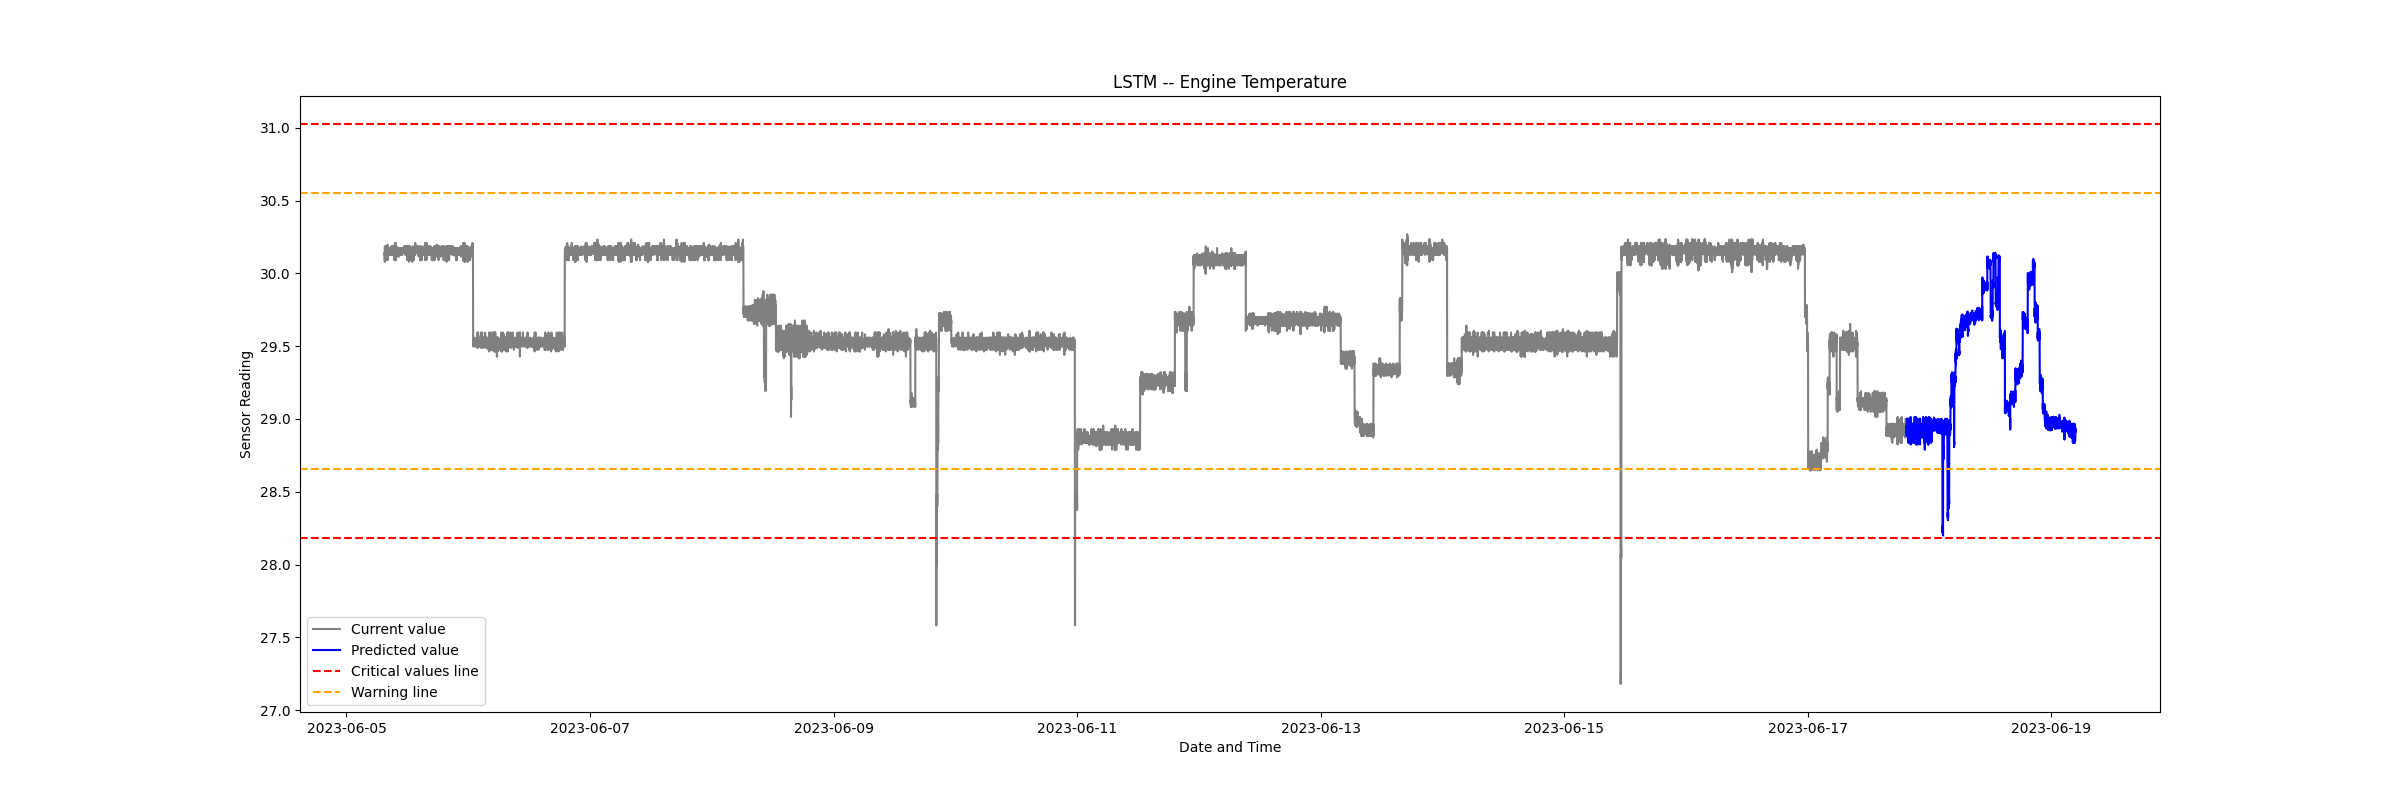 LSTM -- Engine Temperature
31.0
30.5
30.0
29.5
29.0
28.5
28.0
27.5
27.0
Sensor Reading
Current value
Predicted value
Critical values line
Warning line
2023-06-05 2023-06-07 2023-06-09 2023-06-11 2023-06-13 2023-06-15 2023-06-17 2023-06-19
Date and Time